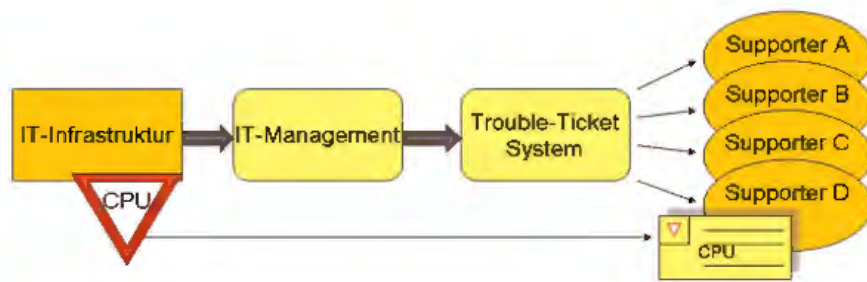 IT-Infrastruktur
CPU
IT-Management
Trouble-Ticket
System
Supporter A
Supporter B
Supporter C
Supporter D
CPU